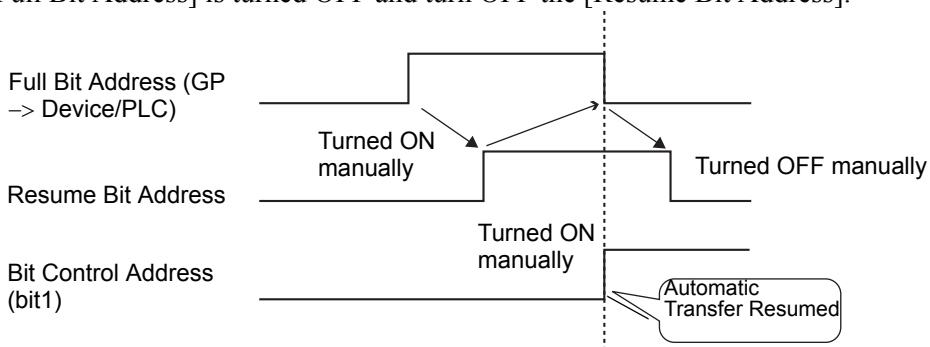 Full Bit Address] is turned OFF and turn OFF the [Resume Bit Address].
Full Bit Address (GP
–> Device/PLC)
Turned ON
manually
Turned OFF manually
Resume Bit Address
Turned ON
manually
Bit Control Address
(bit1)
Automatic
Transfer Resumed